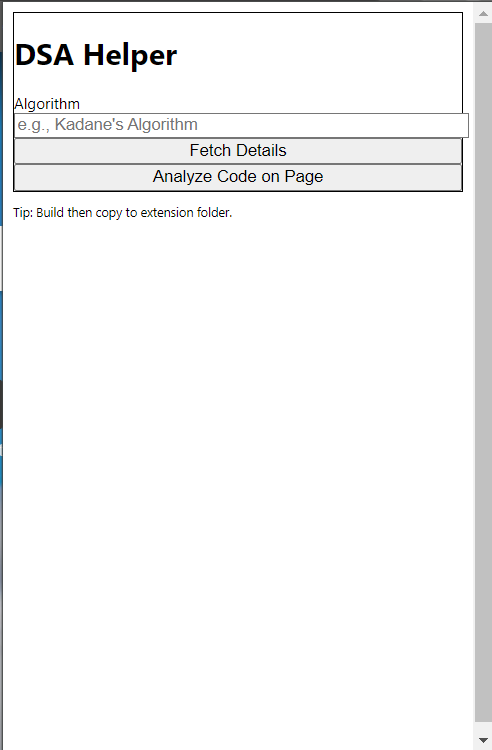 DSA Helper
Algorithm
e.g., Kadane's Algorithm
Fetch Details
Analyze Code on Page
Tip: Build then copy to extension folder.